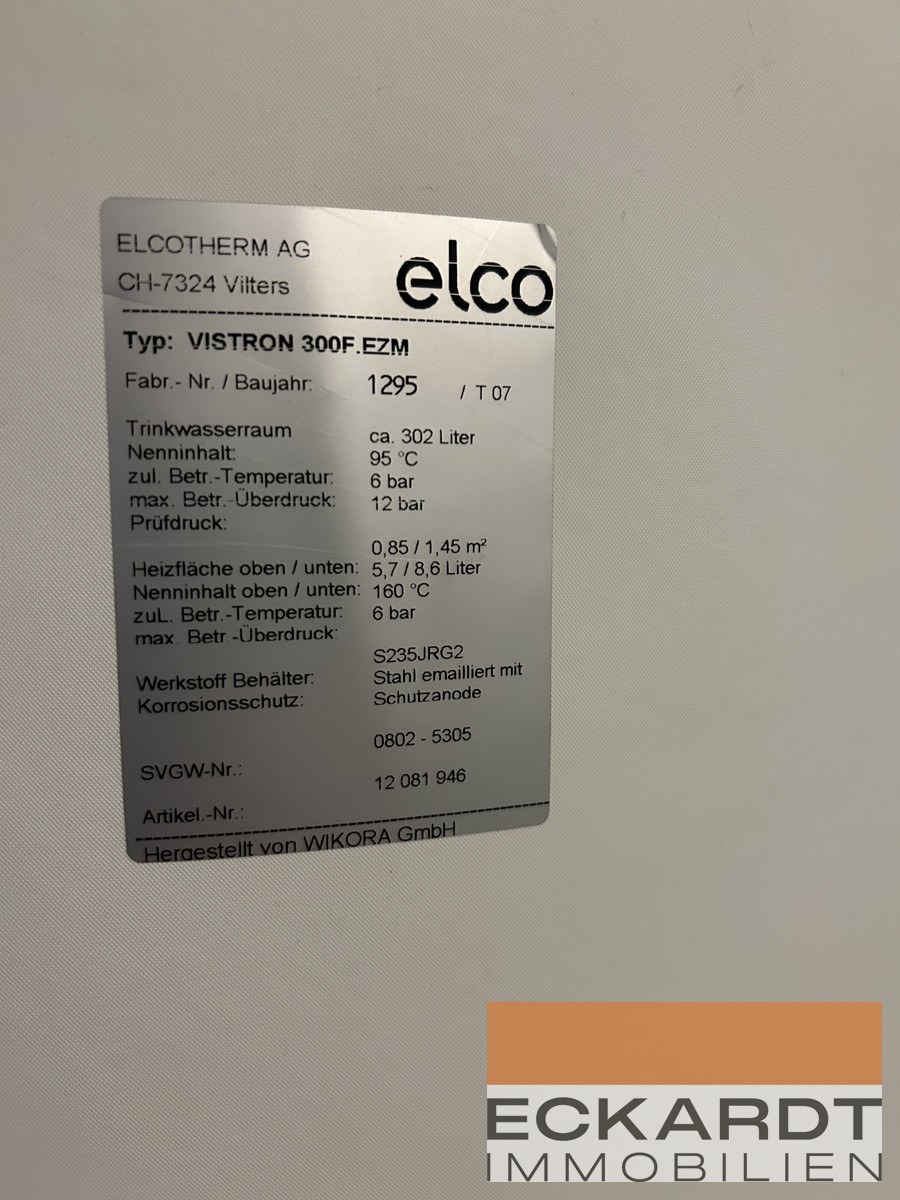 ELCOTHERM AG
CH-7324 Vilters
elco
Typ: VISTRON 300F.EZM
Fabr.- Nr. / Baujahr: 1295 / T 07
Trinkwasserraum
Nenninhalt: ca. 302 Liter
zul. Betr.-Temperatur: 95 °C
max. Betr.-Überdruck: 6 bar
Prüfdruck: 12 bar
Heizfläche oben / unten: 0,85 / 1,45 m²
Nenninhalt oben / unten: 5,7 / 8,6 Liter
zuL. Betr.-Temperatur: 160 °C
max. Betr.-Überdruck: 6 bar
Werkstoff Behälter: S235JRG2
Korrosionsschutz: Stahl emailliert mit
Schutzanode
SVGW-Nr.: 0802 - 5305
Artikel.-Nr.: 12 081 946
Hergestellt von WIKORA GmbH
ECKARDT
IMMOBILIEN